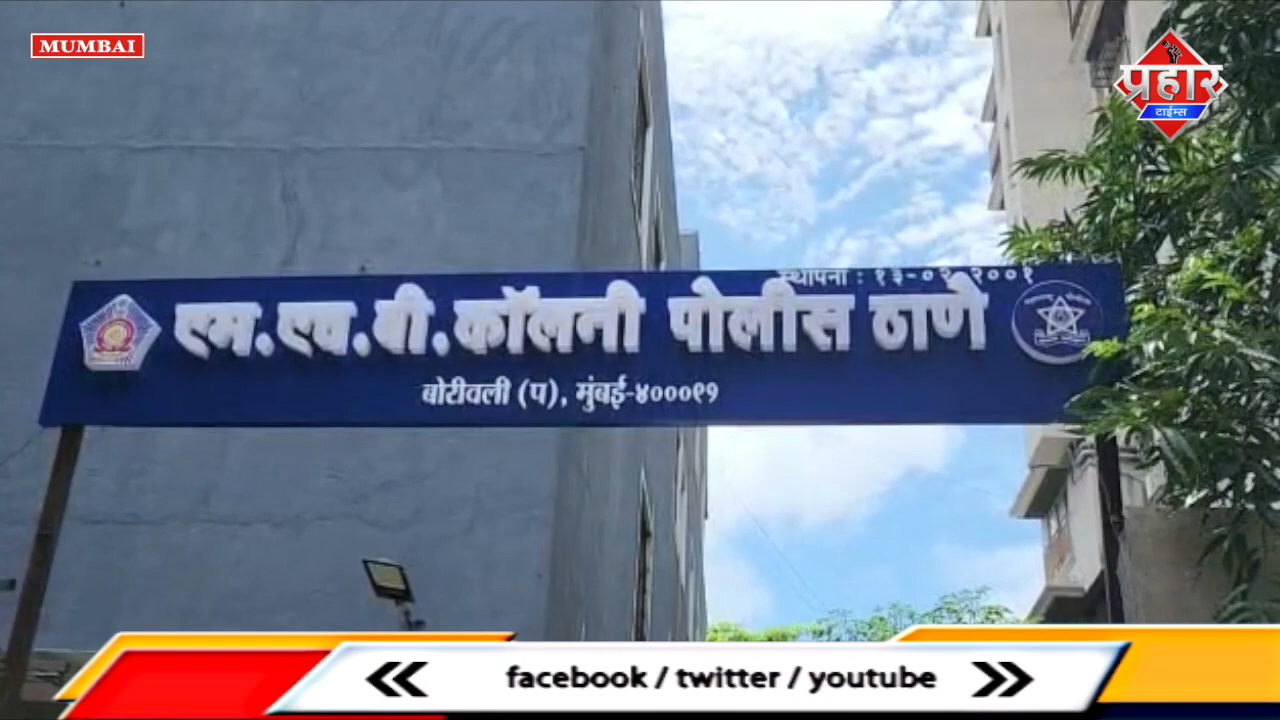 MUMBAI
प्रहार
टाईम्स
स्थापना : १३-०२-२००१
एम.एच.बी.कॉलनी पोलीस ठाणे
बोरीवली (प), मुंबई-४०००९१
facebook / twitter / youtube